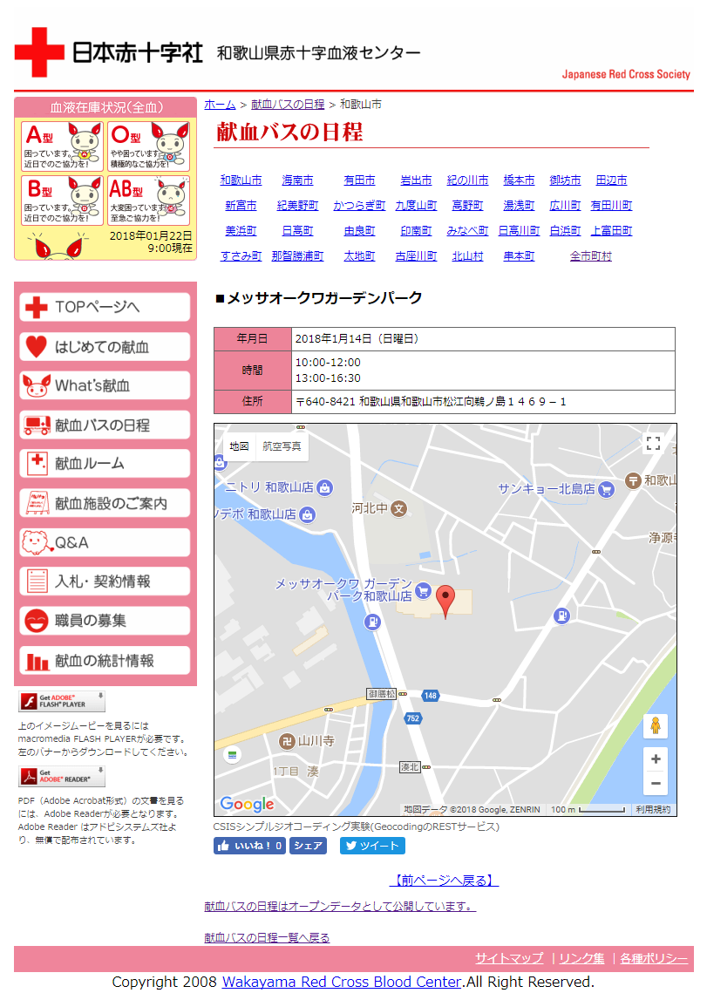 日本赤十字社 和歌山県赤十字血液センター
Japanese Red Cross Society
血液在庫状況(全血)
A型
困っています。
近日でのご協力を!
O型
やや困っています
積極的なご協力を!
B型
困っています。
近日でのご協力を!
AB型
大変困っています
至急ご協力を!
2018年01月22日
9:00現在
TOPページへ
はじめての献血
What's献血
献血バスの日程
献血ルーム
献血施設のご案内
Q&A
入札・契約情報
職員の募集
献血の統計情報
Get ADOBE® FLASH® PLAYER
上のイメージムービーを見るには
macromedia FLASH PLAYERが必要です。
左のバナーからダウンロードしてください。
Get ADOBE® READER®
PDF（Adobe Acrobat形式）の文書を見る
には、Adobe Readerが必要となります。
Adobe Reader はアドビシステムズ社よ
り、無償で配布されています。
ホーム > 献血バスの日程 > 和歌山市
献血バスの日程
和歌山市 海南市 有田市 岩出市 紀の川市 橋本市 御坊市 田辺市
新宮市 紀美野町 かつらぎ町 九度山町 高野町 湯浅町 広川町 有田川町
美浜町 日高町 由良町 印南町 みなべ町 日高川町 白浜町 上富田町
すさみ町 那智勝浦町 太地町 古座川町 北山村 串本町 全市町村
■メッサオークワガーデンパーク
年月日 2018年1月14日（日曜日）
時間 10:00-12:00
13:00-16:30
住所 〒640-8421 和歌山県和歌山市松江向鵜ノ島１４６９－１
地図 航空写真
ニトリ 和歌山店
サンキョー北島店
和歌山
ノデポ 和歌山店
河北中
浄源寺
メッサオークワ ガーデン
パーク和歌山店
御膳松
148
752
山川寺
1丁目 湊
湊北
Google
地図データ ©2018 Google, ZENRIN 100 m 利用規約
CSISシンプルジオコーディング実験(GeocodingのRESTサービス)
いいね！ 0 シェア ツイート
【前ページへ戻る】
献血バスの日程はオープンデータとして公開しています。
献血バスの日程一覧へ戻る
サイトマップ ｜リンク集 ｜各種ポリシー
Copyright 2008 Wakayama Red Cross Blood Center.All Right Reserved.